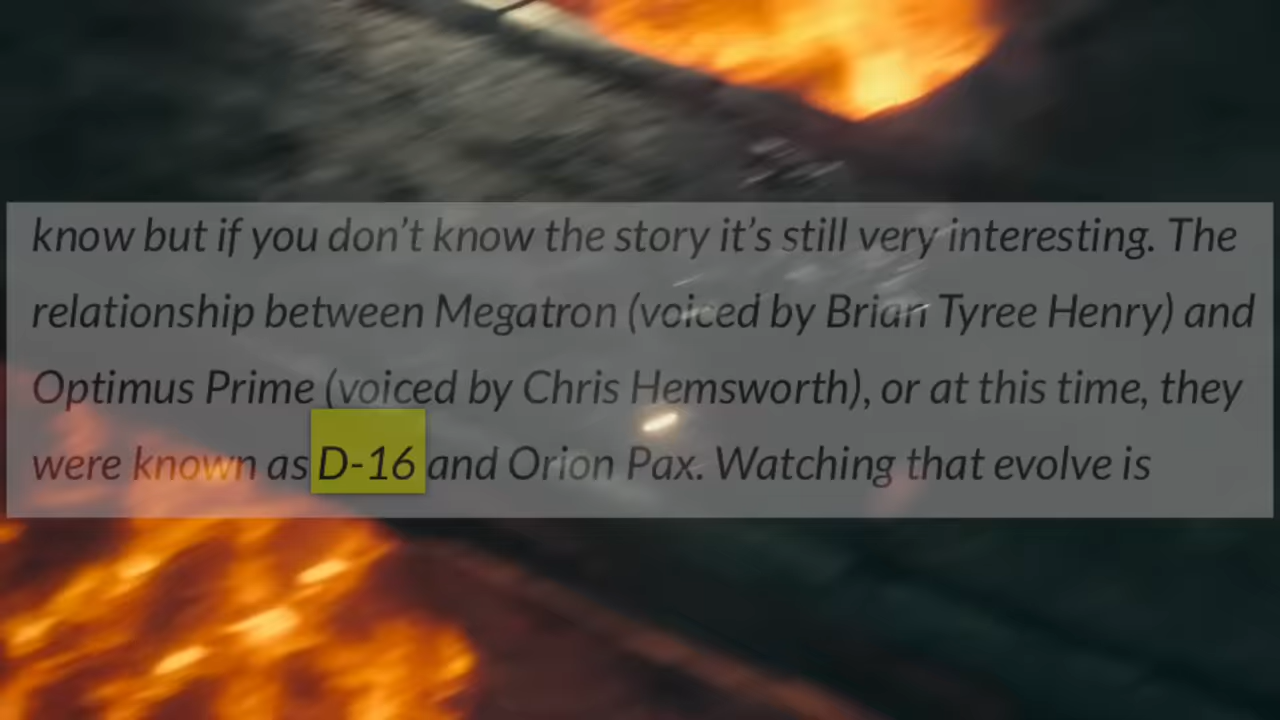 know but if you don’t know the story it’s still very interesting. The
relationship between Megatron (voiced by Brian Tyree Henry) and
Optimus Prime (voiced by Chris Hemsworth), or at this time, they
were known as D-16 and Orion Pax. Watching that evolve is